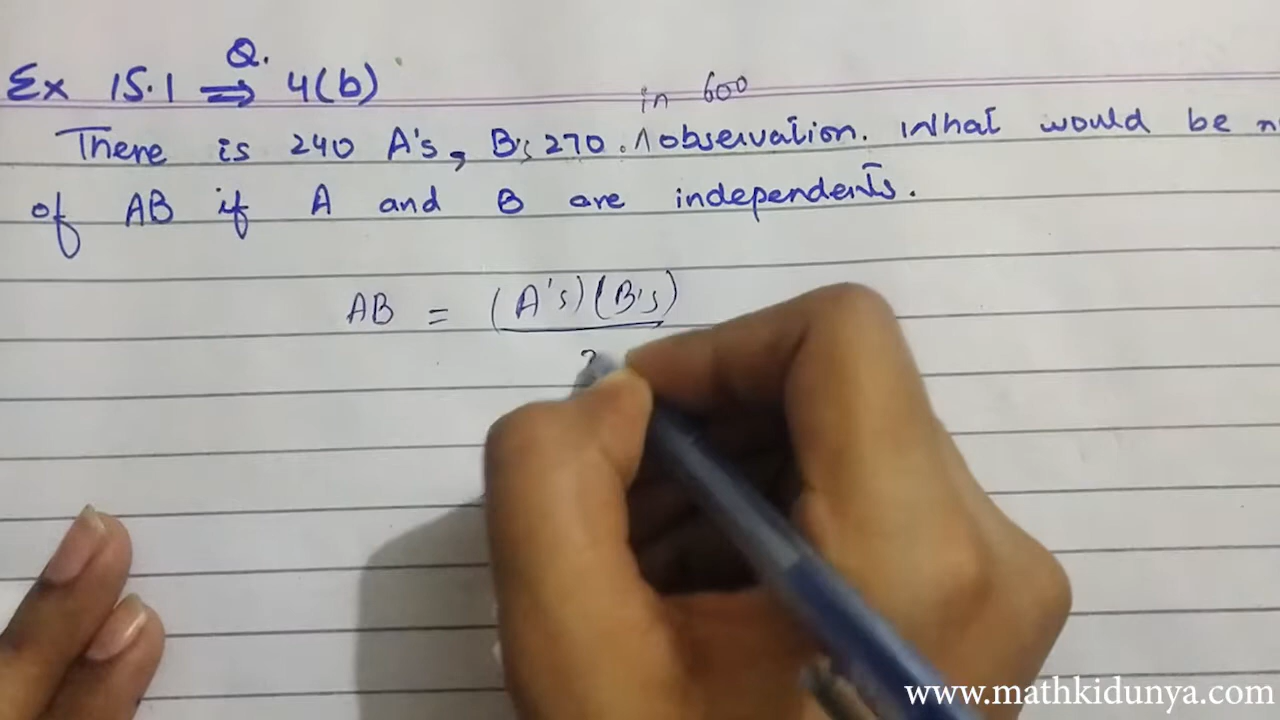 Ex 15.1 ⇒ Q. 4(b)
in 600
There is 240 A's, B's 270. ∧ observation. What would be
of AB if A and B are independents.
AB = (A's)(B's)
www.mathkidunya.com